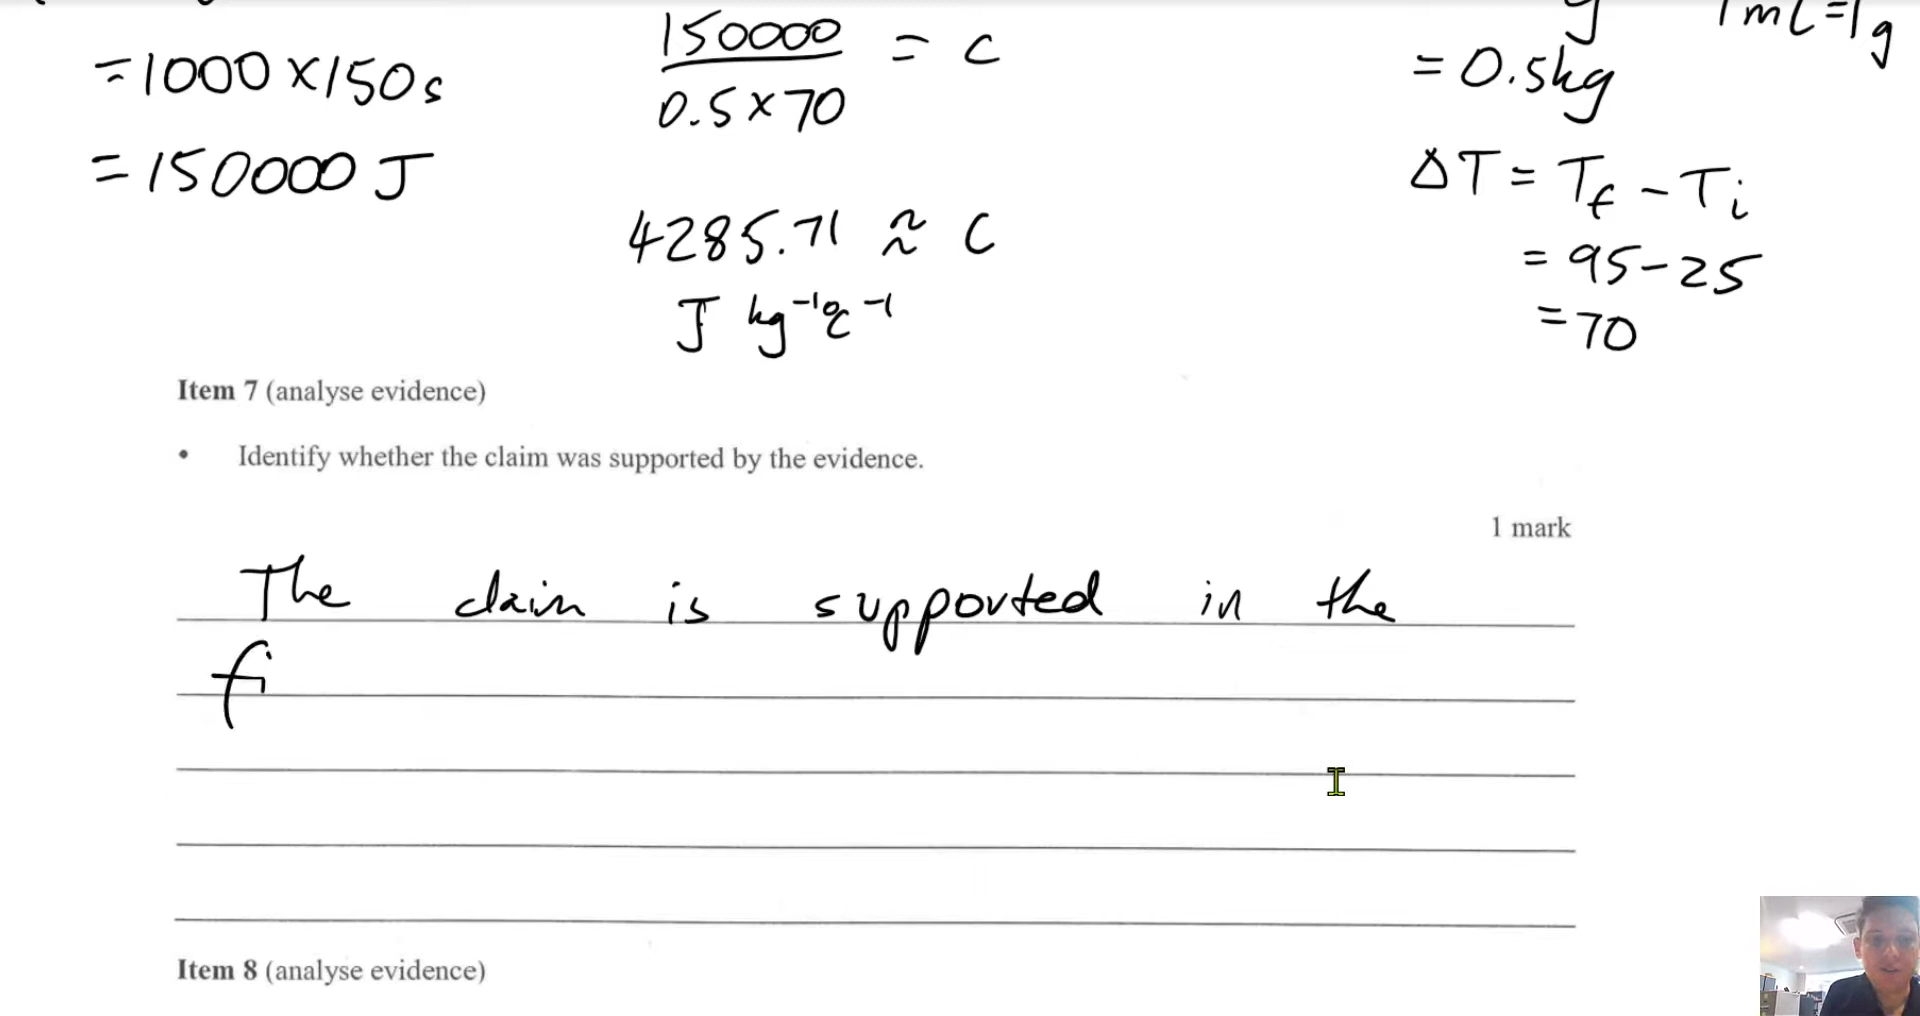 1mL=1g
=1000×150s
150000
= c
0.5×70
=0.5kg
=150000 J
ΔT = Tf - Ti
4285.71 ≈ c
= 95-25
J kg⁻¹°C⁻¹
=70
Item 7 (analyse evidence)
• Identify whether the claim was supported by the evidence.
1 mark
The claim is supported in the
fi
Item 8 (analyse evidence)